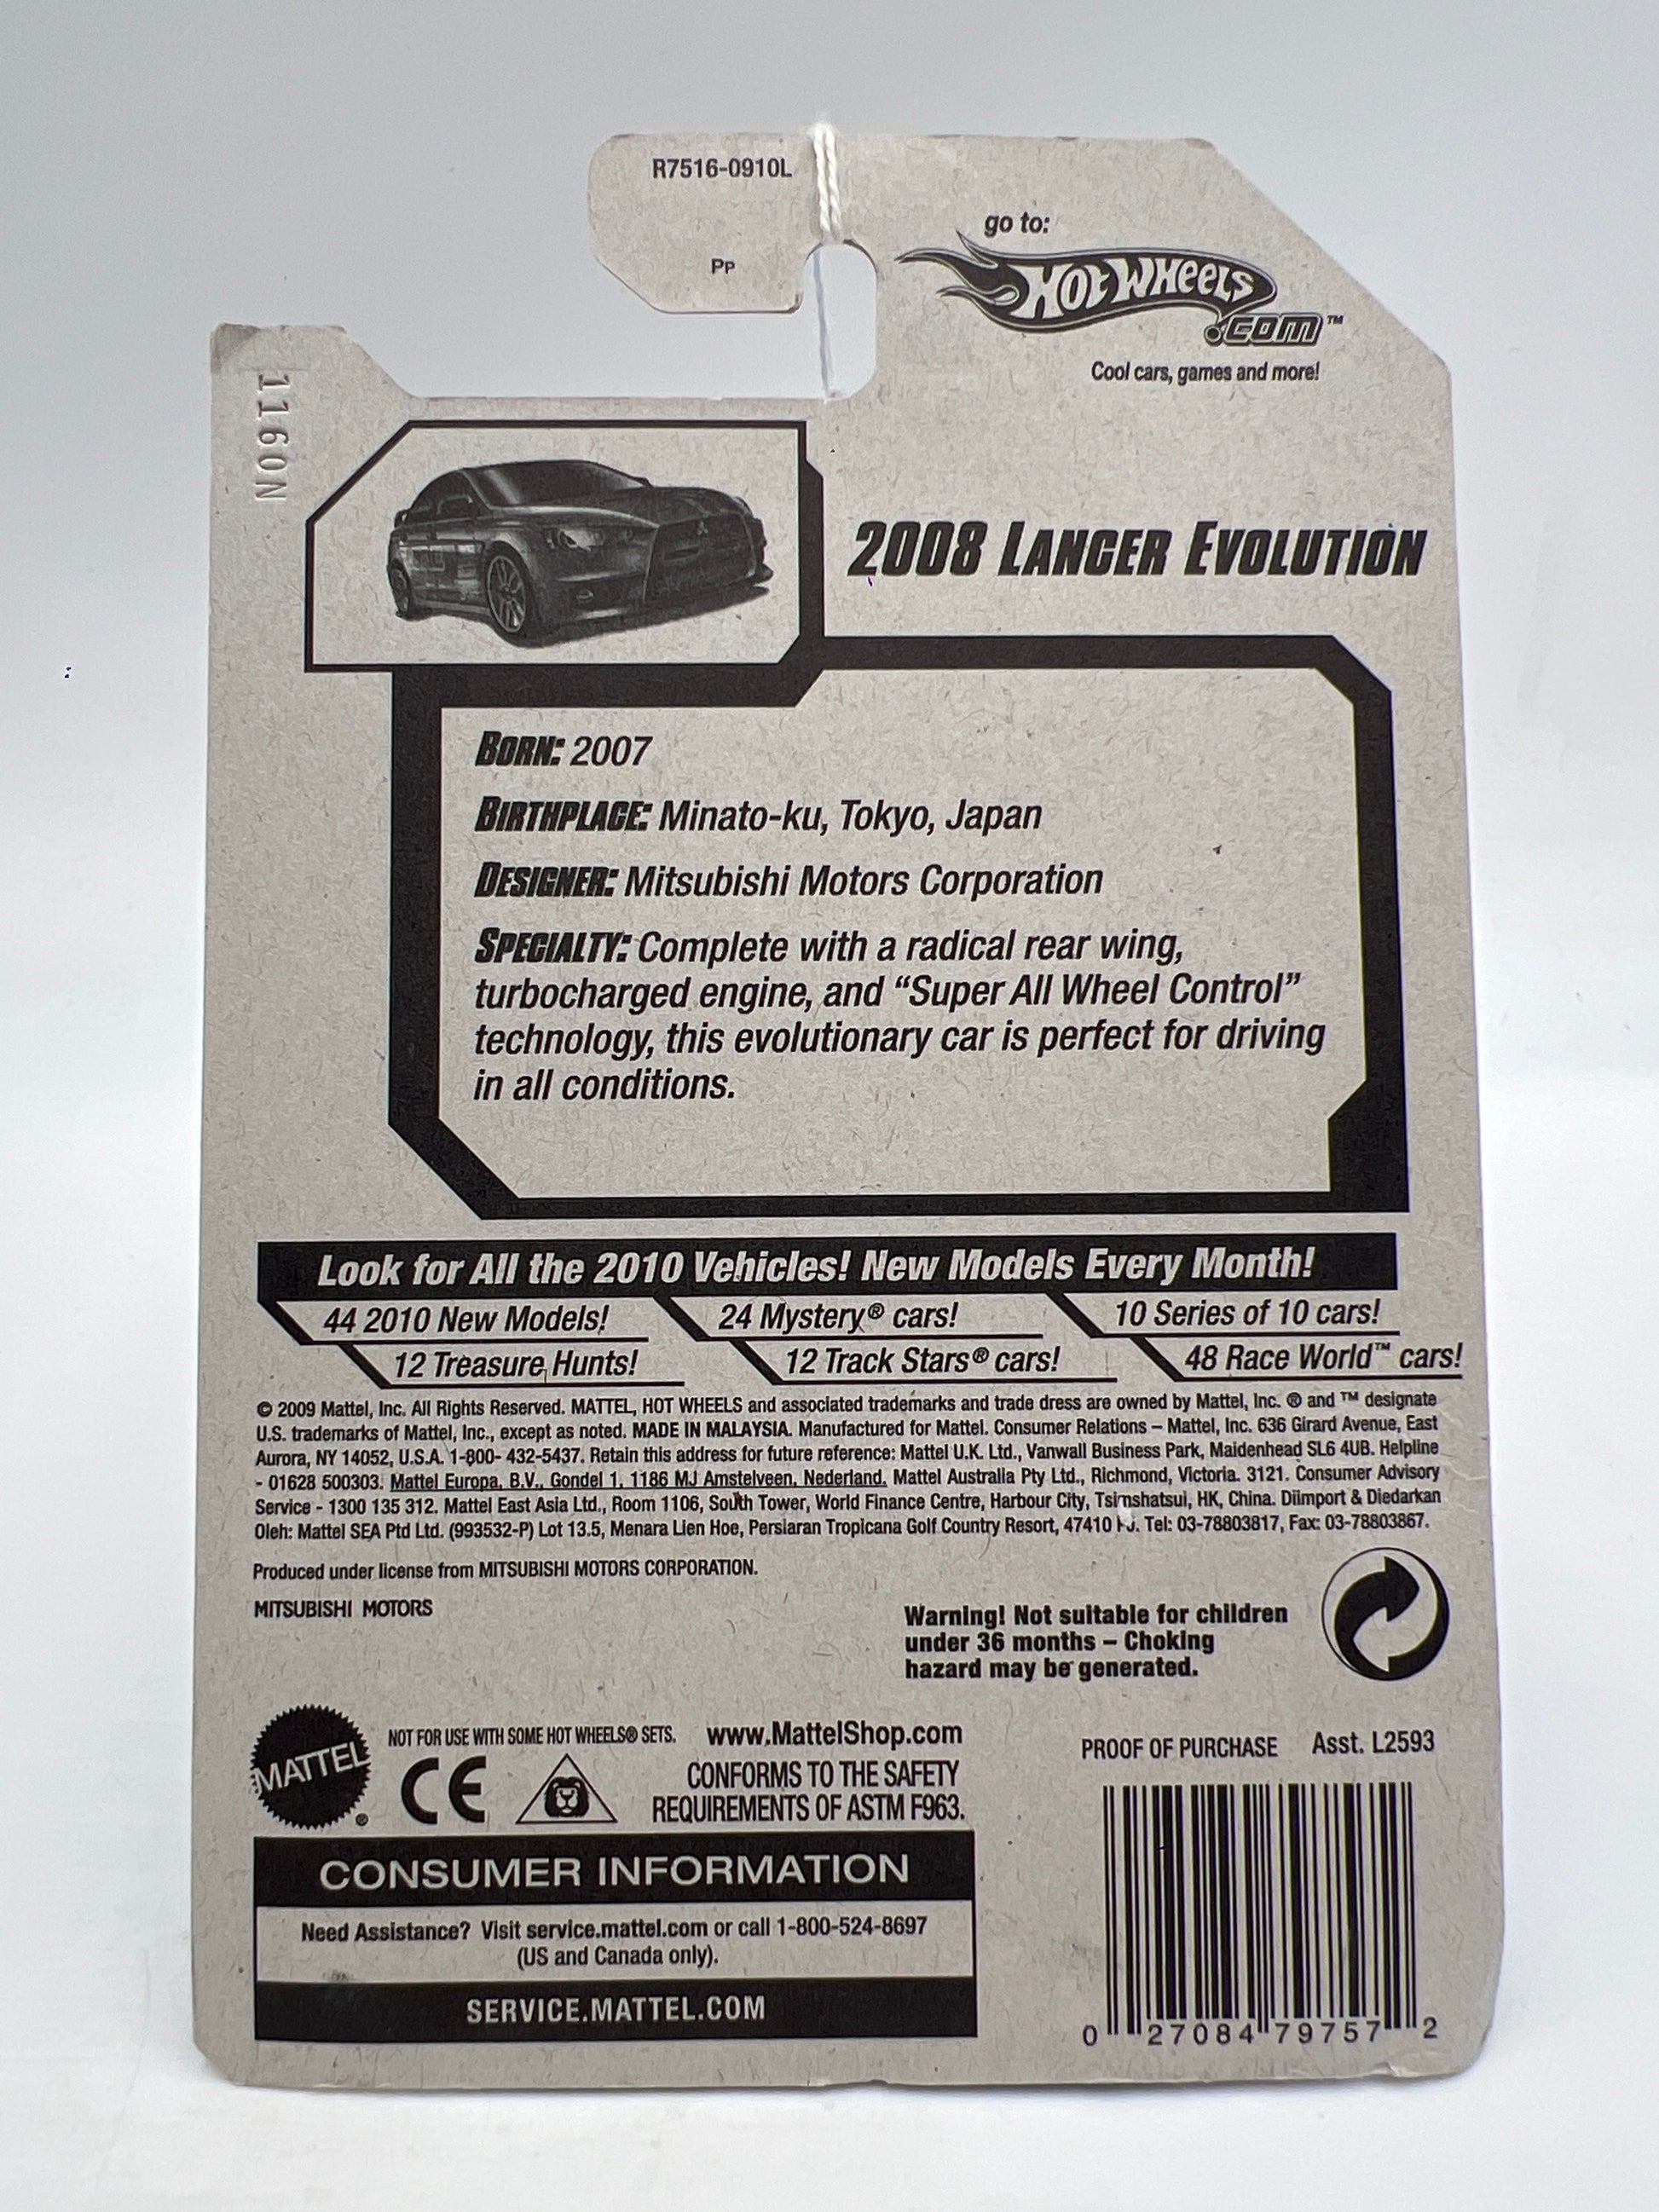 R7516-0910L
PP
go to:
HOT WHEELS
.COM™
Cool cars, games and more!
1160N
2008 LANCER EVOLUTION
BORN: 2007
BIRTHPLACE: Minato-ku, Tokyo, Japan
DESIGNER: Mitsubishi Motors Corporation
SPECIALTY: Complete with a radical rear wing,
turbocharged engine, and “Super All Wheel Control”
technology, this evolutionary car is perfect for driving
in all conditions.
Look for All the 2010 Vehicles! New Models Every Month!
44 2010 New Models!
24 Mystery® cars!
10 Series of 10 cars!
12 Treasure Hunts!
12 Track Stars® cars!
48 Race World™ cars!
© 2009 Mattel, Inc. All Rights Reserved. MATTEL, HOT WHEELS and associated trademarks and trade dress are owned by Mattel, Inc. ® and ™ designate
U.S. trademarks of Mattel, Inc., except as noted. MADE IN MALAYSIA. Manufactured for Mattel. Consumer Relations – Mattel, Inc. 636 Girard Avenue, East
Aurora, NY 14052, U.S.A. 1-800- 432-5437. Retain this address for future reference: Mattel U.K. Ltd., Vanwall Business Park, Maidenhead SL6 4UB. Helpline
- 01628 500303. Mattel Europa, B.V., Gondel 1, 1186 MJ Amstelveen, Nederland. Mattel Australia Pty Ltd., Richmond, Victoria. 3121. Consumer Advisory
Service - 1300 135 312. Mattel East Asia Ltd., Room 1106, South Tower, World Finance Centre, Harbour City, Tsimshatsui, HK, China. Diimport & Diedarkan
Oleh: Mattel SEA Ptd Ltd. (993532-P) Lot 13.5, Menara Lien Hoe, Persiaran Tropicana Golf Country Resort, 47410 PJ. Tel: 03-78803817, Fax: 03-78803867.
Produced under license from MITSUBISHI MOTORS CORPORATION.
MITSUBISHI MOTORS
Warning! Not suitable for children
under 36 months – Choking
hazard may be generated.
MATTEL®
NOT FOR USE WITH SOME HOT WHEELS® SETS.
www.MattelShop.com
CE
CONFORMS TO THE SAFETY
REQUIREMENTS OF ASTM F963.
PROOF OF PURCHASE Asst. L2593
CONSUMER INFORMATION
Need Assistance? Visit service.mattel.com or call 1-800-524-8697
(US and Canada only).
SERVICE.MATTEL.COM
0 27084 79757 2